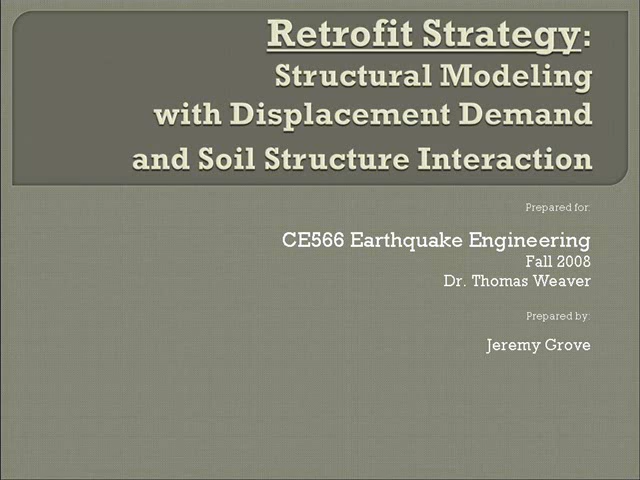 Retrofit Strategy:
Structural Modeling
with Displacement Demand
and Soil Structure Interaction
Prepared for:
CE566 Earthquake Engineering
Fall 2008
Dr. Thomas Weaver
Prepared by:
Jeremy Grove